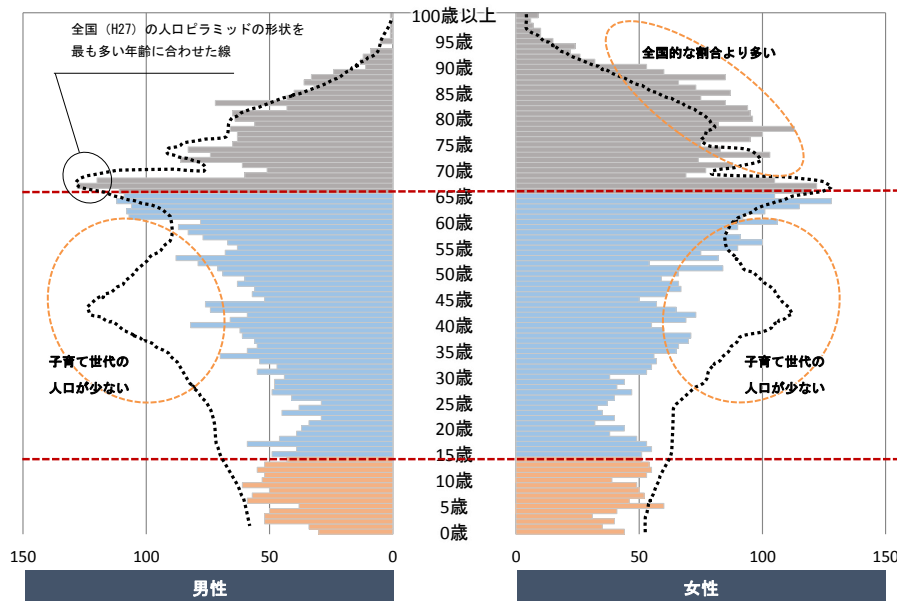 全国（H27）の人口ピラミッドの形状を
最も多い年齢に合わせた線
100歳以上
95歳
90歳
85歳
80歳
75歳
70歳
65歳
60歳
55歳
50歳
45歳
40歳
35歳
30歳
25歳
20歳
15歳
10歳
5歳
0歳
全国的な割合より多い
子育て世代の
人口が少ない
子育て世代の
人口が少ない
150 100 50 0
0 50 100 150
男性
女性